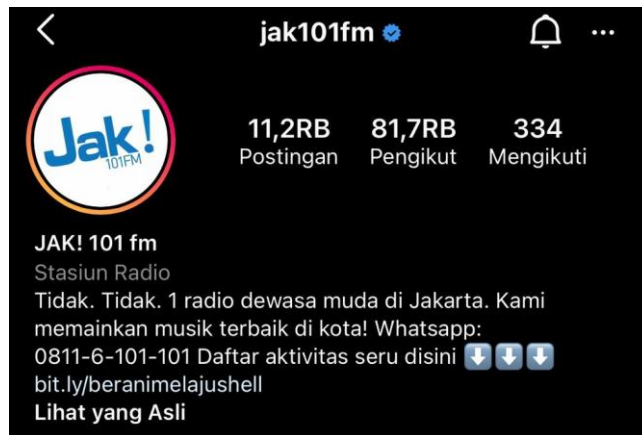 jak101fm
Jak!
101FM
11,2RB 81,7RB 334
Postingan Pengikut Mengikuti
JAK! 101 fm
Stasiun Radio
Tidak. Tidak. 1 radio dewasa muda di Jakarta. Kami
memainkan musik terbaik di kota! Whatsapp:
0811-6-101-101 Daftar aktivitas seru disini ⬇️⬇️⬇️
bit.ly/beranimelajushell
Lihat yang Asli